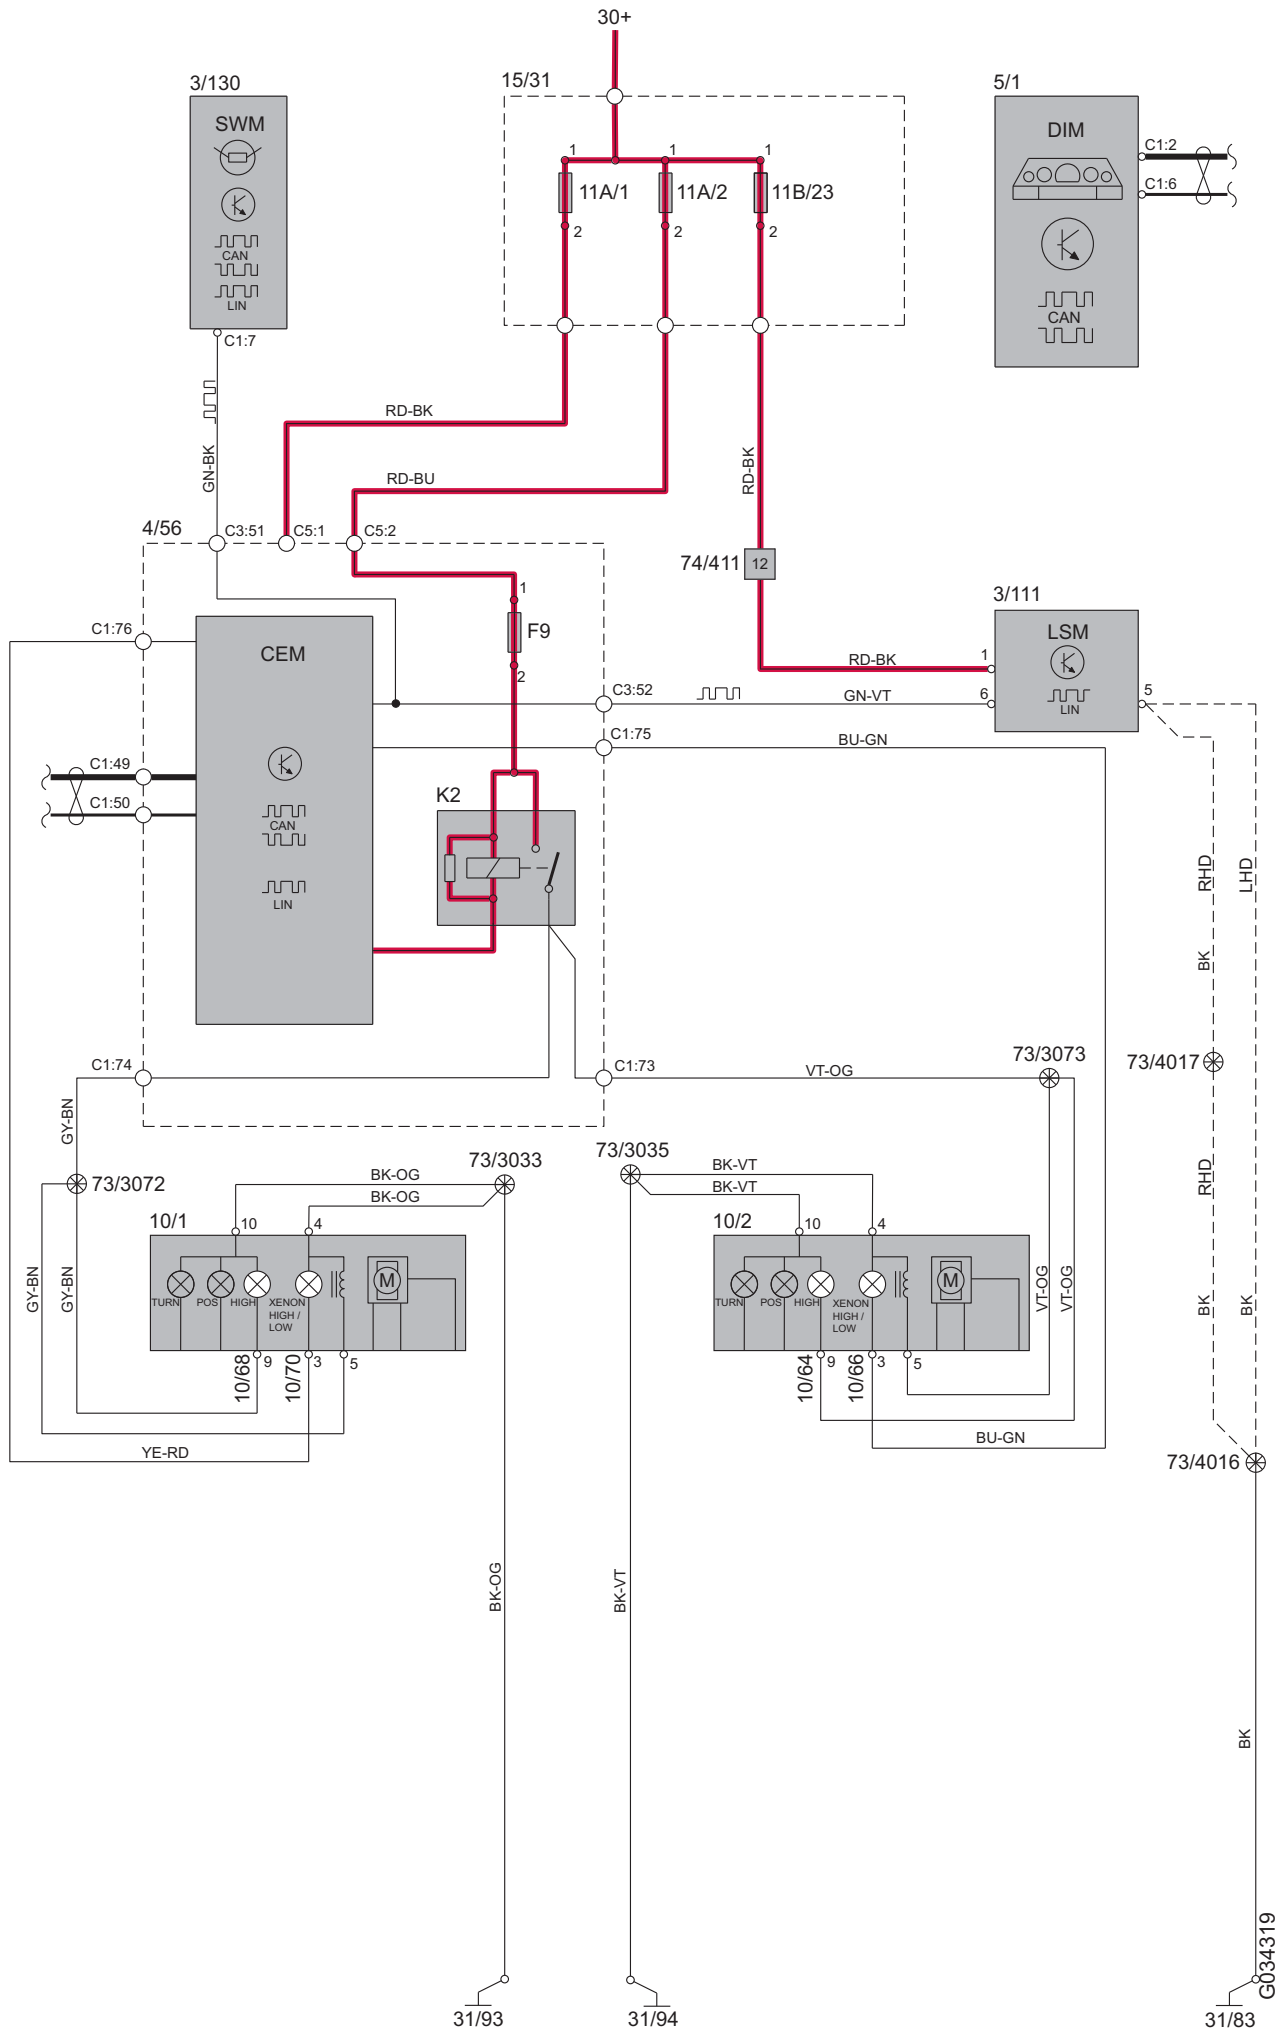 30+
3/130
15/31
5/1
SWM
DIM
C1:2
C1:6
1
1
1
11A/1
11A/2
11B/23
2
2
2
CAN
LIN
CAN
C1:7
GN-BK
RD-BK
RD-BU
RD-BK
4/56
C3:51
C5:1
C5:2
74/411
12
3/111
LSM
LIN
1
F9
2
C1:76
CEM
RD-BK
1
C3:52
GN-VT
6
5
C1:75
BU-GN
C1:49
C1:50
CAN
LIN
K2
RHD
LHD
BK
C1:74
C1:73
VT-OG
73/3073
73/4017
GY-BN
73/3072
BK-OG
BK-OG
73/3033
73/3035
BK-VT
BK-VT
RHD
10/1
10
4
10/2
10
4
M
TURN
POS
HIGH
XENON
HIGH /
LOW
M
TURN
POS
HIGH
XENON
HIGH /
LOW
GY-BN
GY-BN
VT-OG
VT-OG
BK
BK
10/68
9
10/70
3
5
10/64
9
10/66
3
5
YE-RD
BU-GN
73/4016
BK-OG
BK-VT
BK
31/93
31/94
31/83
G034319